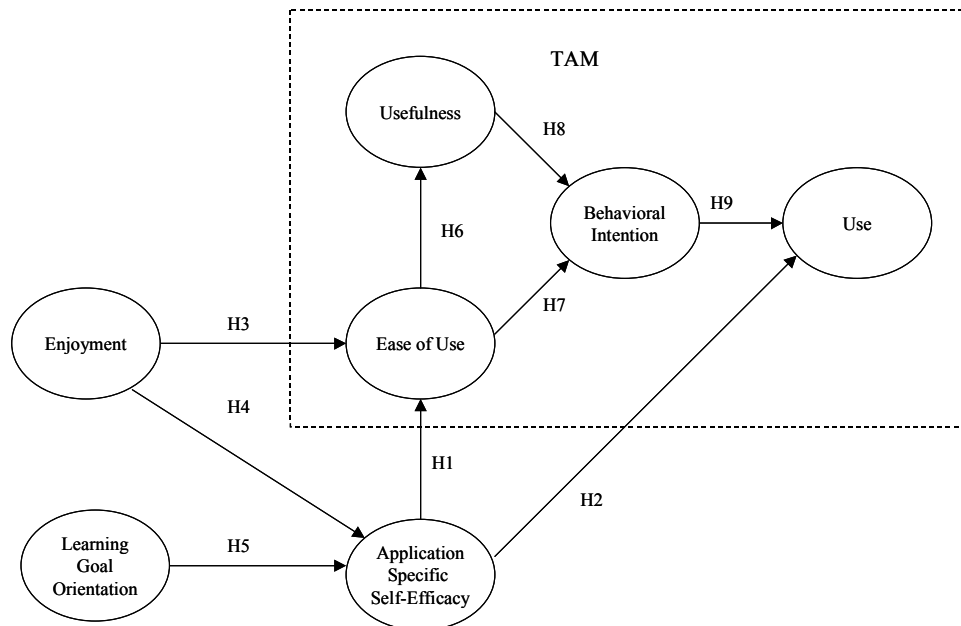 TAM
Usefulness
H8
Behavioral
Intention
H9
Use
H6
H7
H3
Enjoyment
Ease of Use
H4
H1
H2
Learning
Goal
Orientation
H5
Application
Specific
Self-Efficacy